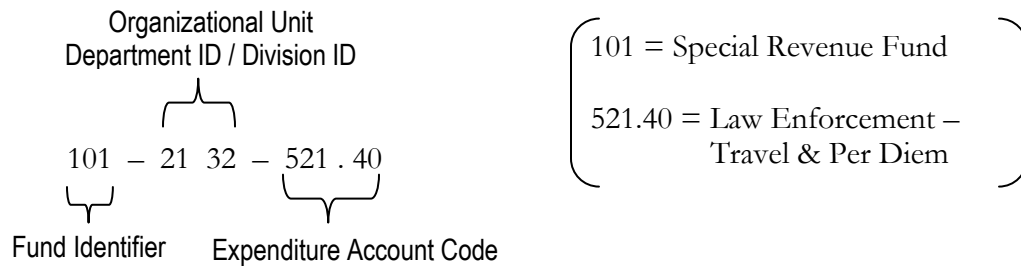 Organizational Unit
Department ID / Division ID
101 – 21 32 – 521 . 40
Fund Identifier
Expenditure Account Code
101 = Special Revenue Fund
521.40 = Law Enforcement –
Travel & Per Diem